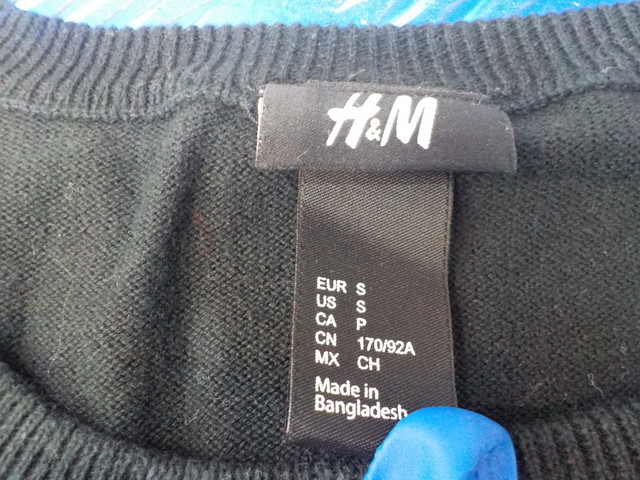 H&M
EUR S
US S
CA P
CN 170/92A
MX CH
Made in
Bangladesh